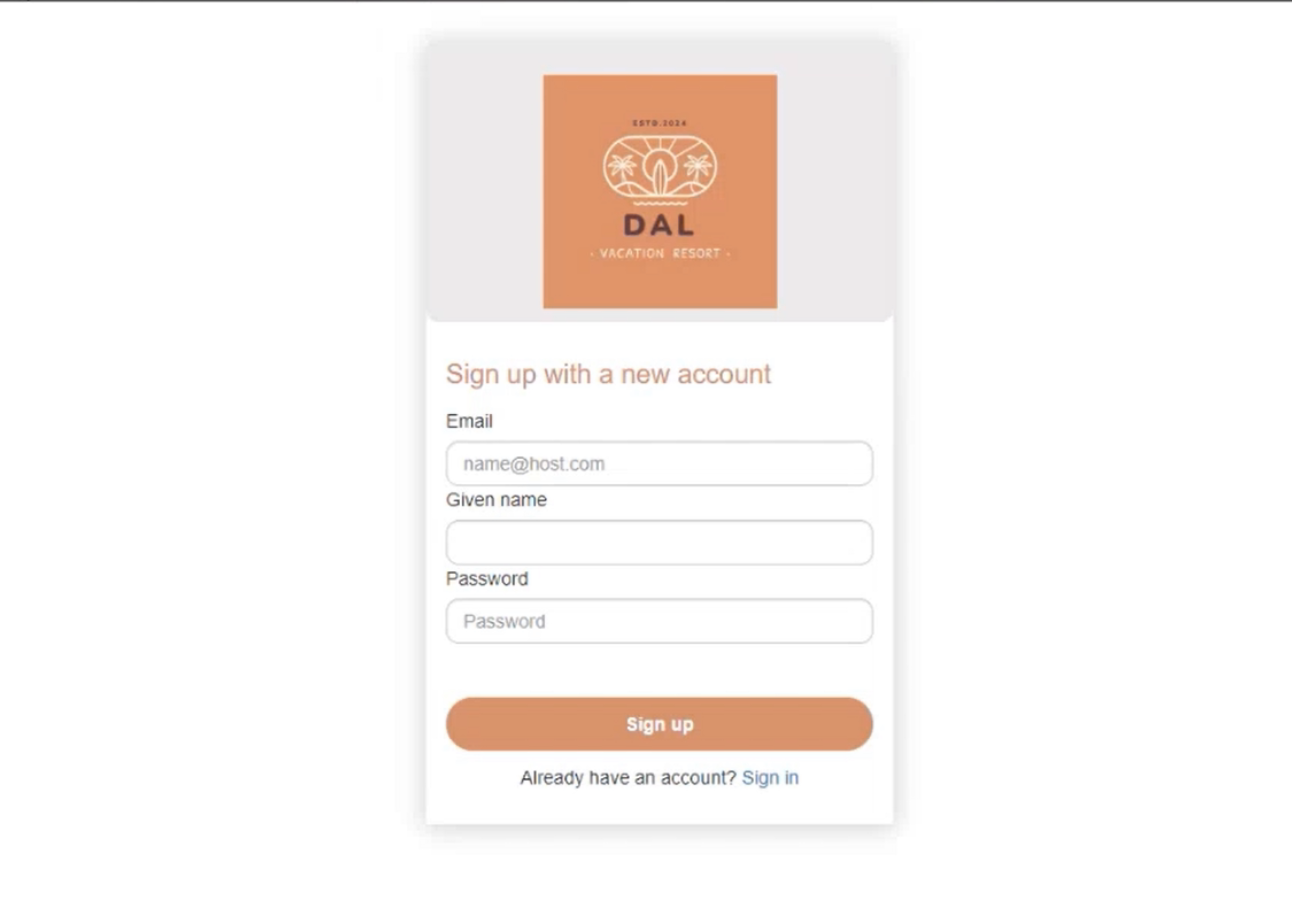 ESTD.2024
DAL
- VACATION RESORT -
Sign up with a new account
Email
name@host.com
Given name
Password
Password
Sign up
Already have an account? Sign in